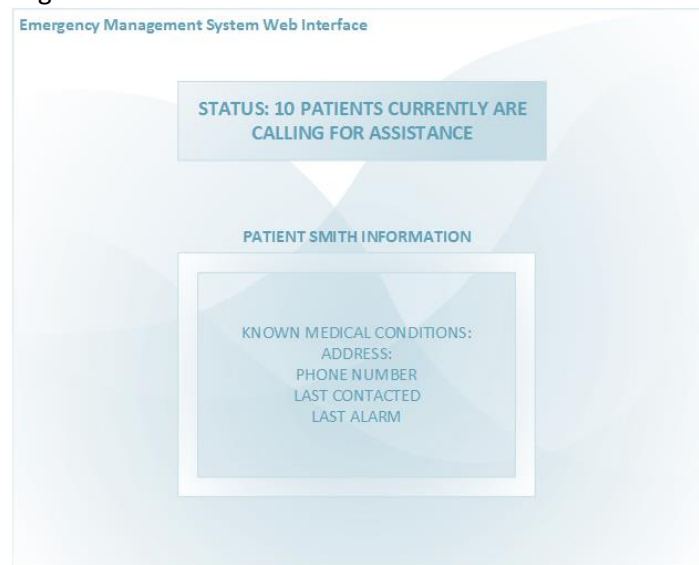 Emergency Management System Web Interface
STATUS: 10 PATIENTS CURRENTLY ARE
CALLING FOR ASSISTANCE
PATIENT SMITH INFORMATION
KNOWN MEDICAL CONDITIONS:
ADDRESS:
PHONE NUMBER
LAST CONTACTED
LAST ALARM